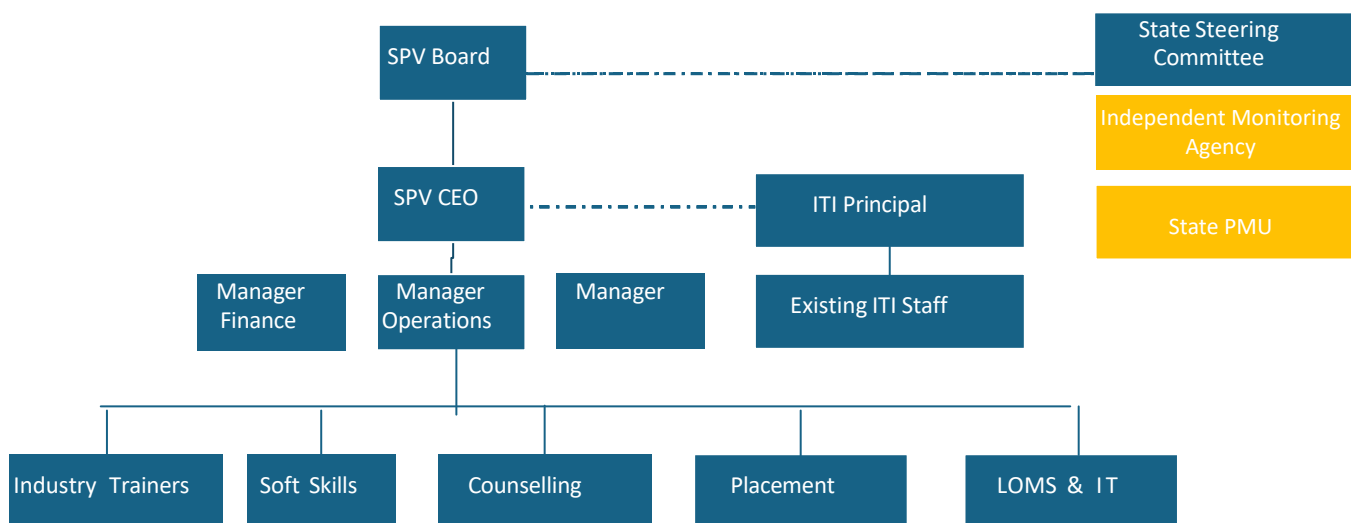 SPV Board
State Steering
Committee
Independent Monitoring
Agency
SPV CEO
ITI Principal
State PMU
Manager
Finance
Manager
Operations
Manager
Existing ITI Staff
Industry Trainers
Soft Skills
Counselling
Placement
LOMS & IT